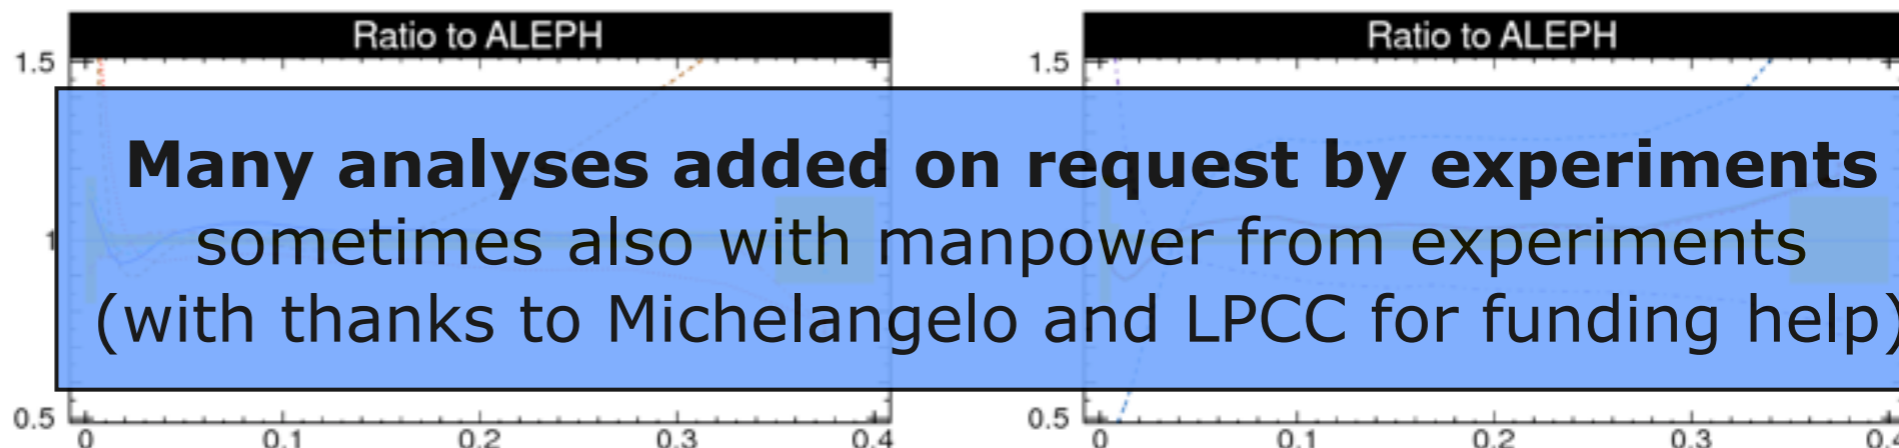 Ratio to ALEPH Ratio to ALEPH
1.5 1.5
Many analyses added on request by experiments
1 sometimes also with manpower from experiments
(with thanks to Michelangelo and LPCC for funding help)
0.5 0.5
0 0.1 0.2 0.3 0.4 0 0.1 0.2 0.3